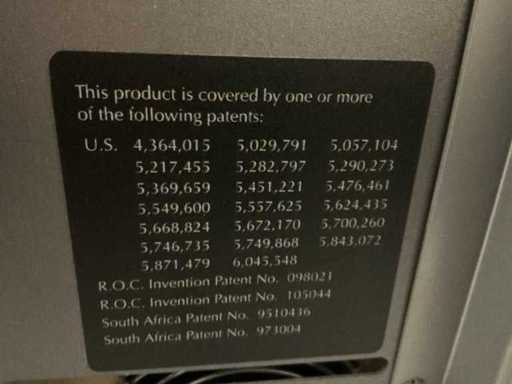 This product is covered by one or more
of the following patents:
U.S. 4,364,015 5,029,791 5,057,104
5,217,455 5,282,797 5,290,273
5,369,659 5,451,221 5,476,461
5,549,600 5,557,625 5,624,435
5,668,824 5,672,170 5,700,260
5,746,735 5,749,868 5,843,072
5,871,479 6,045,548
R.O.C. Invention Patent No. 098021
R.O.C. Invention Patent No. 105044
South Africa Patent No. 9510436
South Africa Patent No. 973004